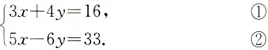 3x+4y=16， ①
5x-6y=33. ②